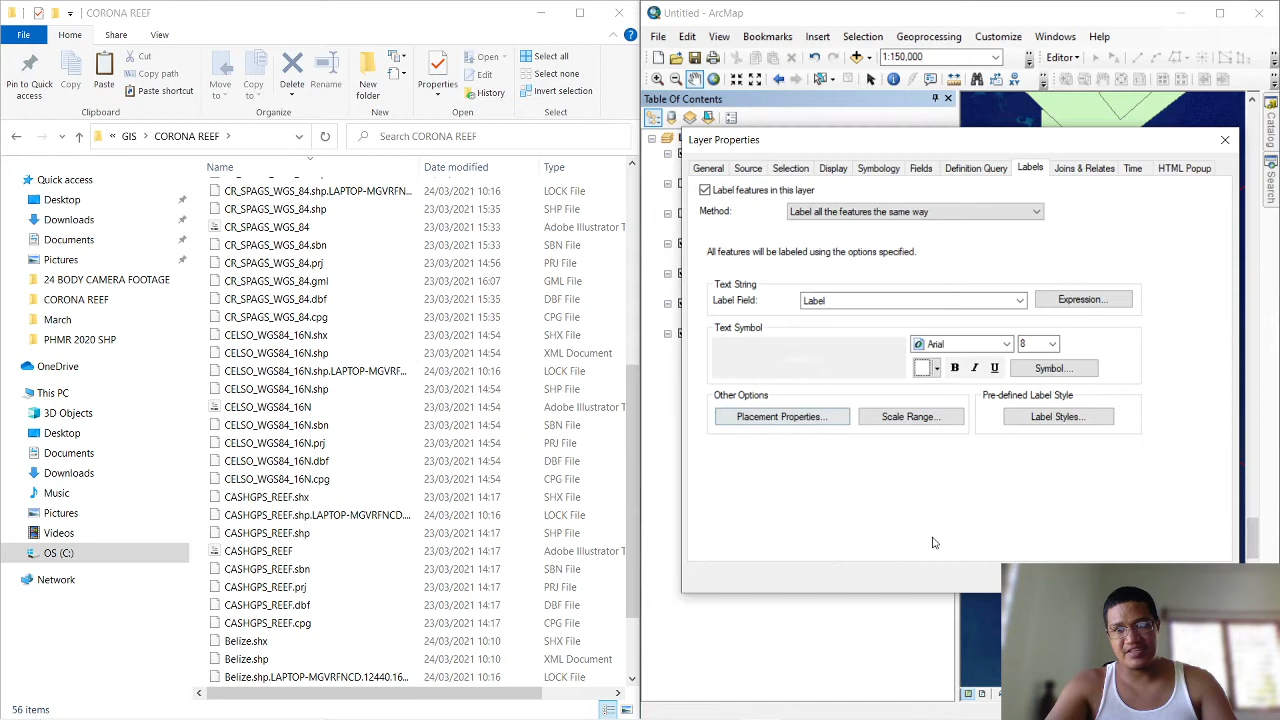 CORONA REEF
File
Home
Share
View
Pin to Quick access
Copy
Paste
Cut
Copy path
Paste shortcut
Clipboard
Move to
Copy to
Delete
Rename
Organize
New folder
New
Properties
Open
Edit
History
Open
Select all
Select none
Invert selection
Select
« GIS > CORONA REEF
Search CORONA REEF
Quick access
Desktop
Downloads
Documents
Pictures
24 BODY CAMERA FOOTAGE
CORONA REEF
March
PHMR 2020 SHP
OneDrive
This PC
3D Objects
Desktop
Documents
Downloads
Music
Pictures
Videos
OS (C:)
Network
Name Date modified Type
CR_SPAGS_WGS_84.shp.LAPTOP-MGVRFN... 24/03/2021 10:16 LOCK File
CR_SPAGS_WGS_84.shp 23/03/2021 15:35 SHP File
CR_SPAGS_WGS_84 23/03/2021 15:33 Adobe Illustrator T
CR_SPAGS_WGS_84.sbn 23/03/2021 15:33 SBN File
CR_SPAGS_WGS_84.prj 23/03/2021 15:35 PRJ File
CR_SPAGS_WGS_84.gml 23/03/2021 16:07 GML File
CR_SPAGS_WGS_84.dbf 23/03/2021 15:35 DBF File
CR_SPAGS_WGS_84.cpg 23/03/2021 15:35 CPG File
CELSO_WGS84_16N.shx 23/03/2021 14:54 SHX File
CELSO_WGS84_16N.shp 23/03/2021 14:54 XML Document
CELSO_WGS84_16N.shp.LAPTOP-MGVRF... 24/03/2021 10:16 LOCK File
CELSO_WGS84_16N.shp 23/03/2021 14:54 SHP File
CELSO_WGS84_16N 23/03/2021 14:54 Adobe Illustrator T
CELSO_WGS84_16N.sbn 23/03/2021 14:54 SBN File
CELSO_WGS84_16N.prj 23/03/2021 14:54 PRJ File
CELSO_WGS84_16N.dbf 23/03/2021 14:54 DBF File
CELSO_WGS84_16N.cpg 23/03/2021 14:54 CPG File
CASHGPS_REEF.shx 23/03/2021 14:17 SHX File
CASHGPS_REEF.shp.LAPTOP-MGVRFNCD.... 24/03/2021 10:16 LOCK File
CASHGPS_REEF.shp 23/03/2021 14:17 SHP File
CASHGPS_REEF 23/03/2021 14:17 Adobe Illustrator T
CASHGPS_REEF.sbn 23/03/2021 14:17 SBN File
CASHGPS_REEF.prj 23/03/2021 14:17 PRJ File
CASHGPS_REEF.dbf 23/03/2021 14:17 DBF File
CASHGPS_REEF.cpg 23/03/2021 14:17 CPG File
Belize.shx 24/03/2021 10:10 SHX File
Belize.shp 24/03/2021 10:10 XML Document
Belize.shp.LAPTOP-MGVRFNCD.12440.16... 24/03/2021 10:10 LOCK File
56 items
Untitled - ArcMap
File Edit View Bookmarks Insert Selection Geoprocessing Customize Windows Help
1:150,000
Editor
Table Of Contents
Catalog
Search
Layer Properties
General Source Selection Display Symbology Fields Definition Query Labels Joins & Relates Time HTML Popup
Label features in this layer
Method: Label all the features the same way
All features will be labeled using the options specified.
Text String
Label Field: Label Expression...
Text Symbol
Arial 8
B I U Symbol...
Other Options
Placement Properties... Scale Range...
Pre-defined Label Style
Label Styles...